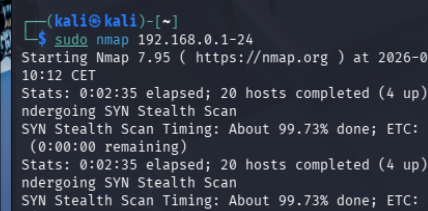 ┌──(kali㉿kali)-[~]
└─$ sudo nmap 192.168.0.1-24
Starting Nmap 7.95 ( https://nmap.org ) at 2026-0
10:12 CET
Stats: 0:02:35 elapsed; 20 hosts completed (4 up)
ndergoing SYN Stealth Scan
SYN Stealth Scan Timing: About 99.73% done; ETC:
(0:00:00 remaining)
Stats: 0:02:35 elapsed; 20 hosts completed (4 up)
ndergoing SYN Stealth Scan
SYN Stealth Scan Timing: About 99.73% done; ETC: